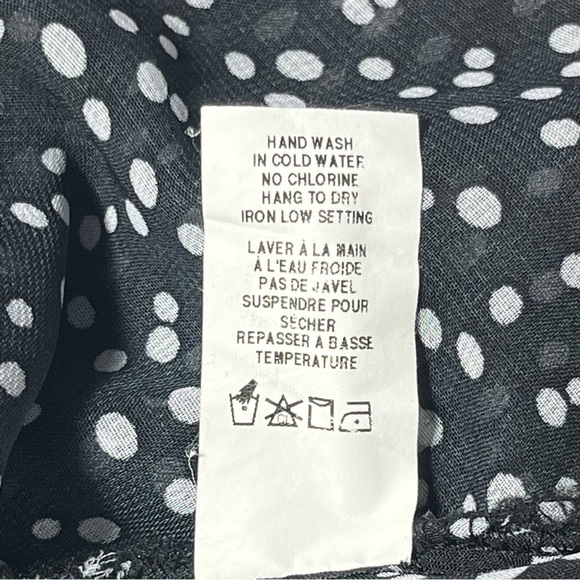 HAND WASH
IN COLD WATER
NO CHLORINE
HANG TO DRY
IRON LOW SETTING
LAVER À LA MAIN
À L'EAU FROIDE
PAS DE JAVEL
SUSPENDRE POUR
SÉCHER
REPASSER A BASSE
TEMPERATURE